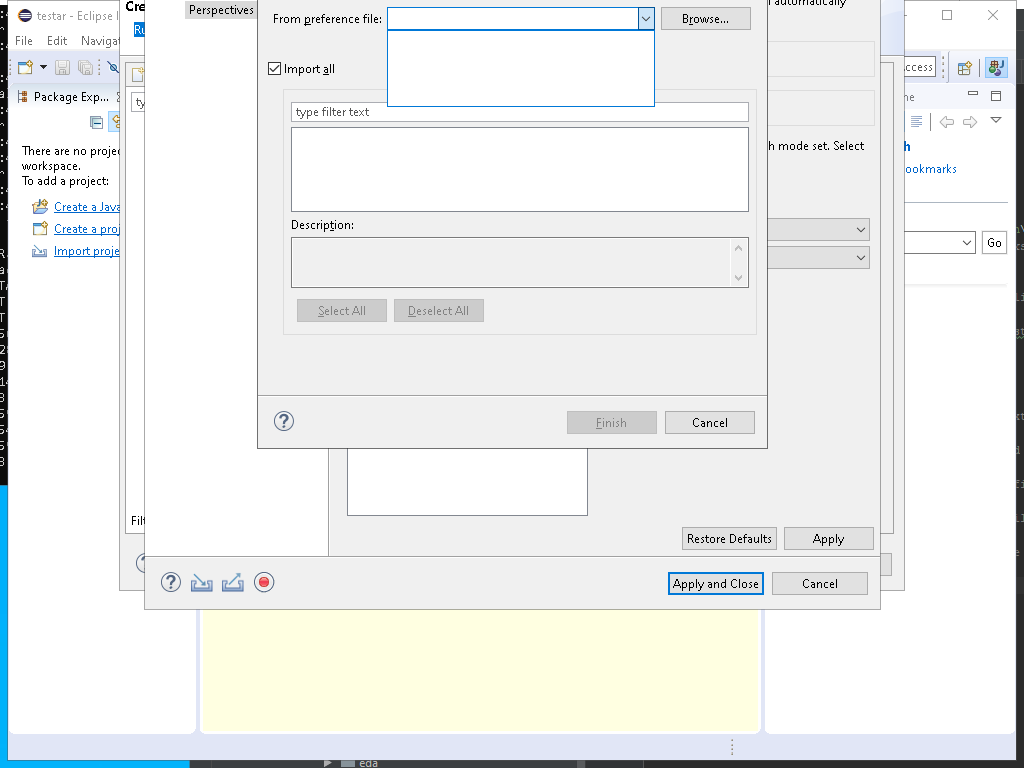 testar - Eclipse I
Cre
Perspectives
From preference file:
Browse...
automatically
File Edit Navigat
Ru
Import all
ccess
Package Exp...
ty
type filter text
There are no projec
workspace.
To add a project:
h mode set. Select
ookmarks
Create a Java
Create a proj
Import proje
Description:
Go
Select All
Deselect All
Finish
Cancel
Filt
Restore Defaults
Apply
Apply and Close
Cancel
eda